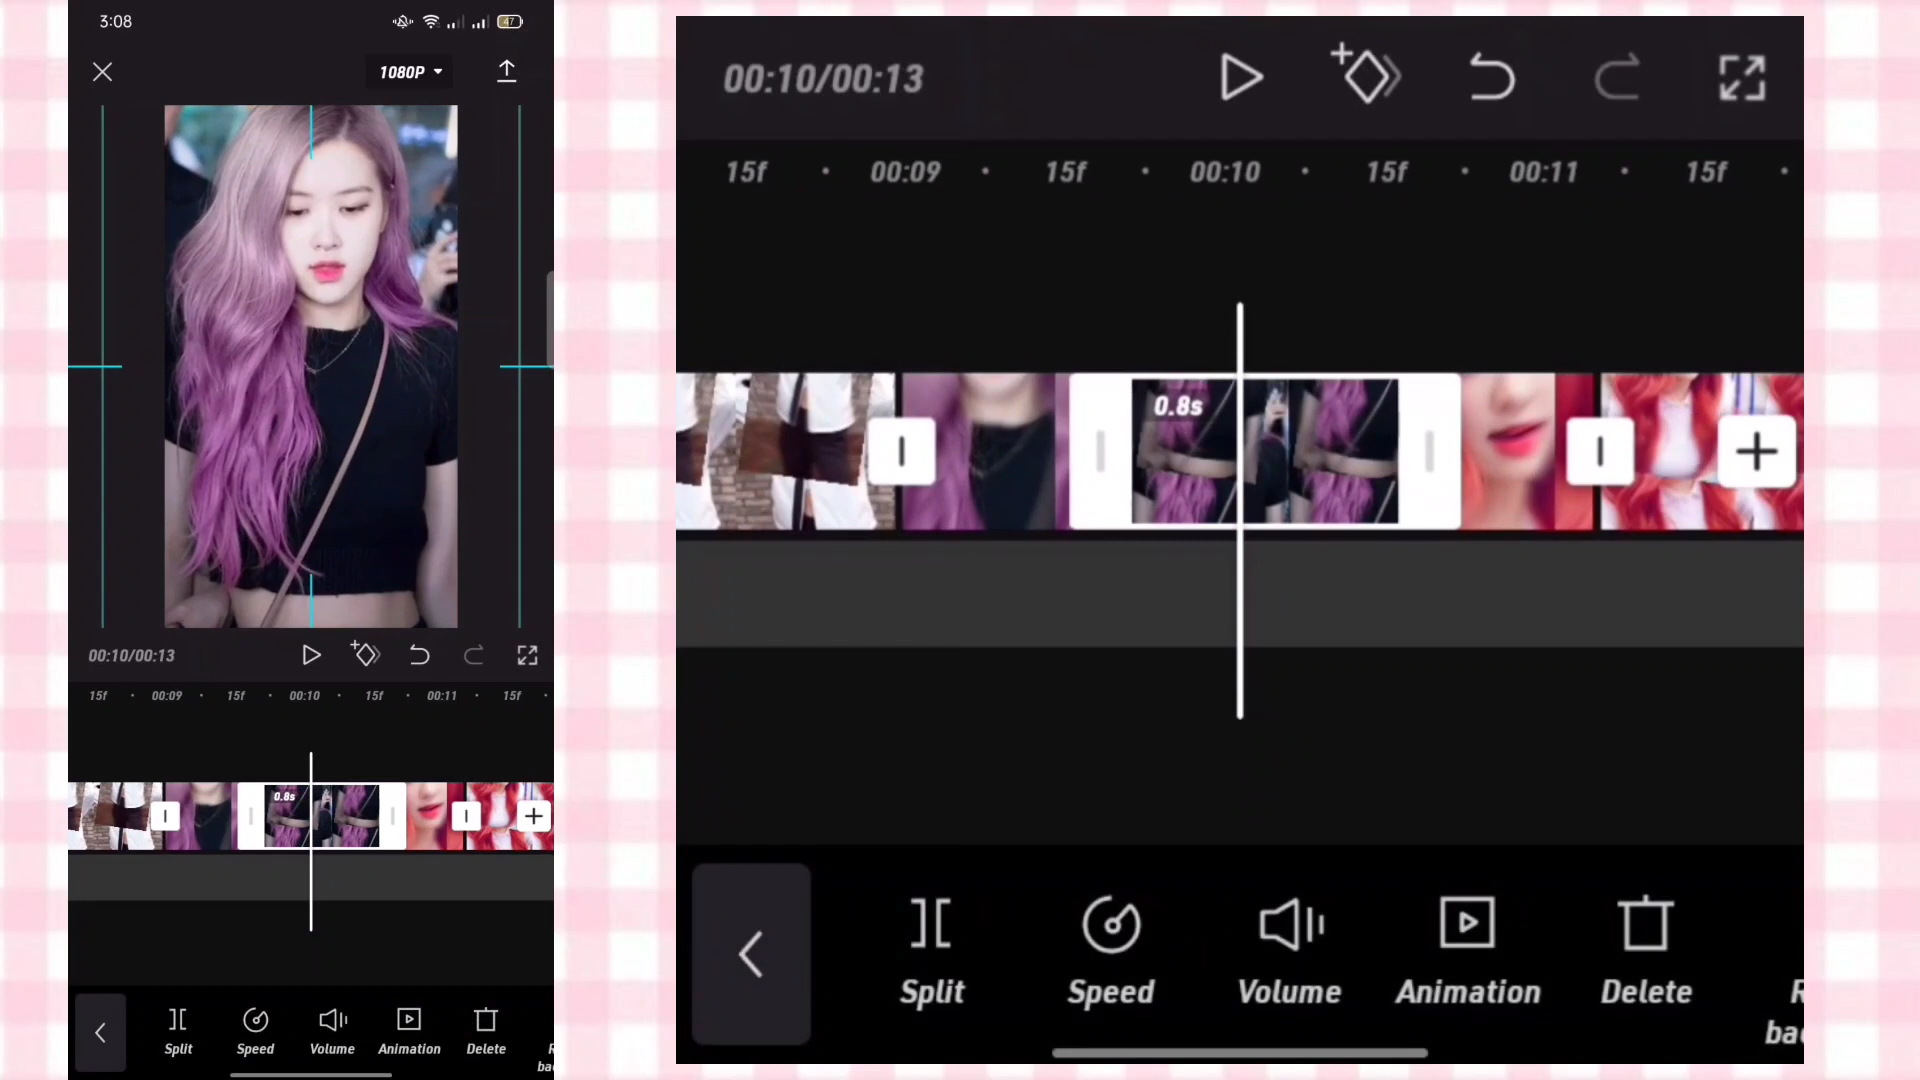 3:08
47
1080P
00:10/00:13
15f
00:09
15f
00:10
15f
00:11
15f
0.8s
Split
Speed
Volume
Animation
Delete
00:10/00:13
15f
00:09
15f
00:10
15f
00:11
15f
0.8s
Split
Speed
Volume
Animation
Delete